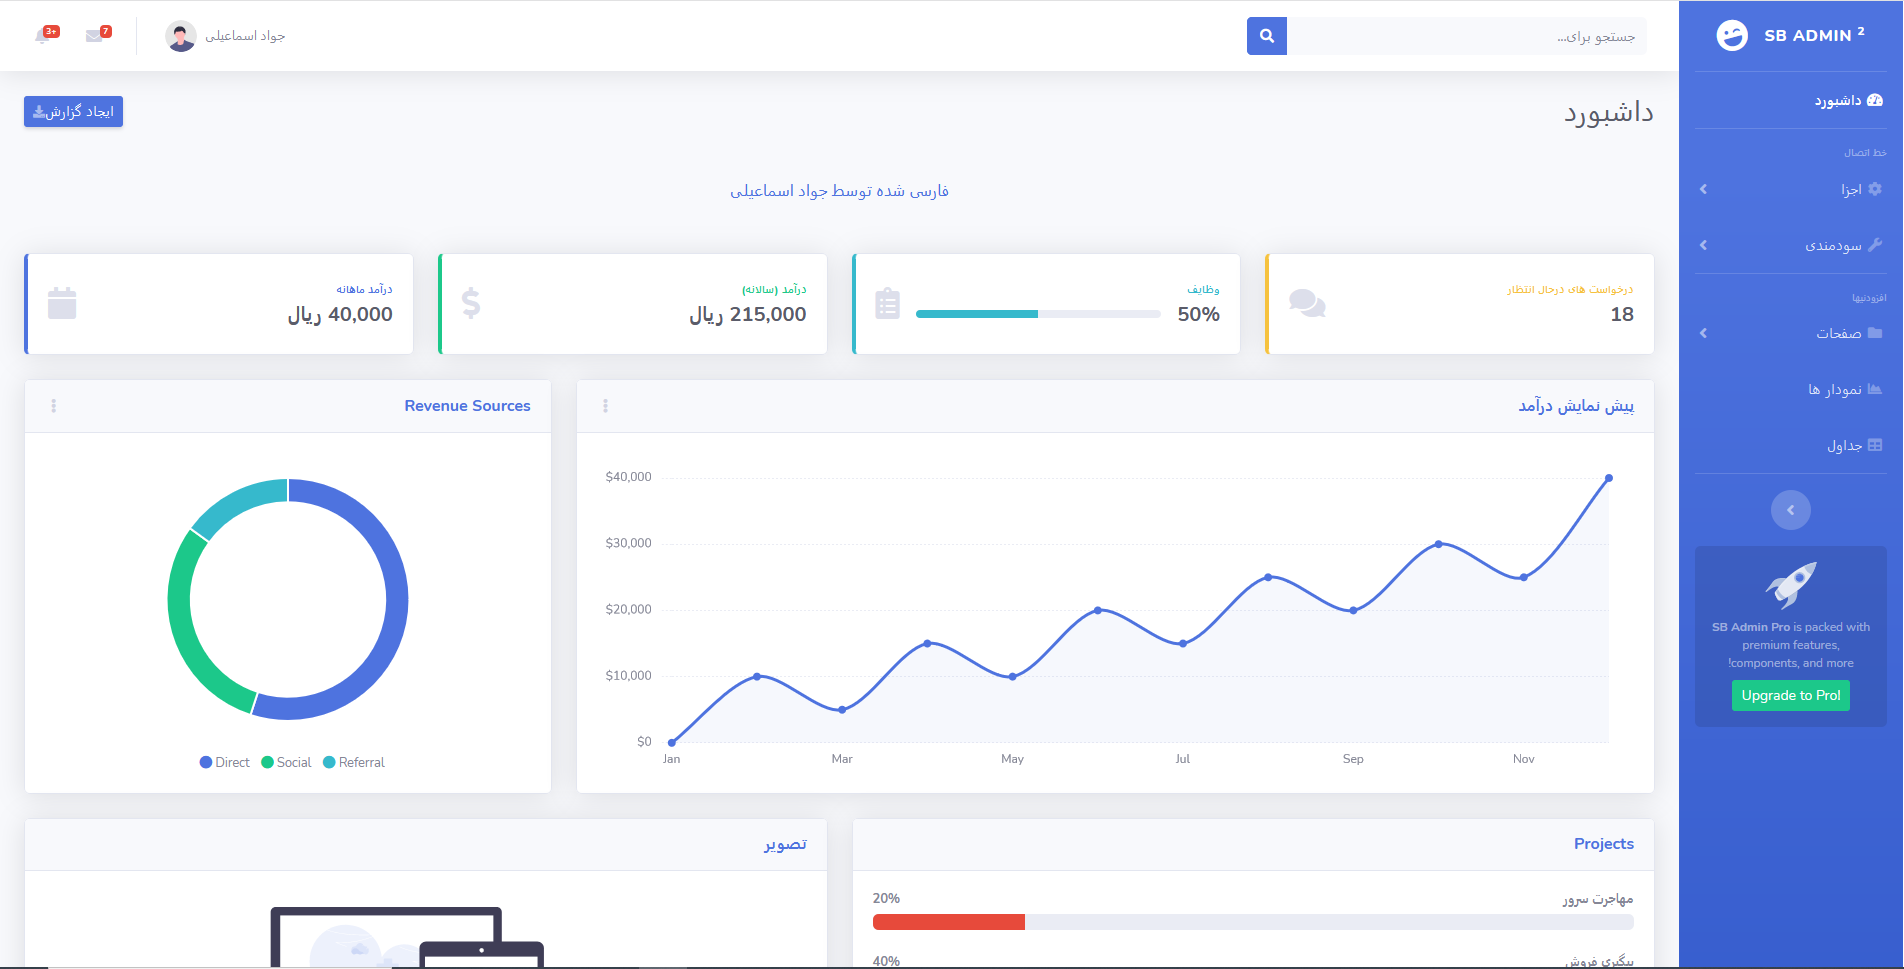 SB ADMIN 2
داشبورد
خط اتصال
اجزا
سودمندی
افزودنیها
صفحات
نمودار ها
جداول
SB Admin Pro is packed with
premium features,
!components, and more
Upgrade to Pro!
جستجو برای...
جواد اسماعیلی
7
3+
داشبورد
ایجاد گزارش
فارسی شده توسط جواد اسماعیلی
درخواست های درحال انتظار
18
وظایف
50%
درآمد (سالانه)
215,000 ریال
درآمد ماهانه
40,000 ریال
پیش نمایش درآمد
$40,000
$30,000
$20,000
$10,000
$0
Jan Mar May Jul Sep Nov
Revenue Sources
Direct Social Referral
Projects
مهاجرت سرور 20%
پیگیری فروش 40%
تصویر